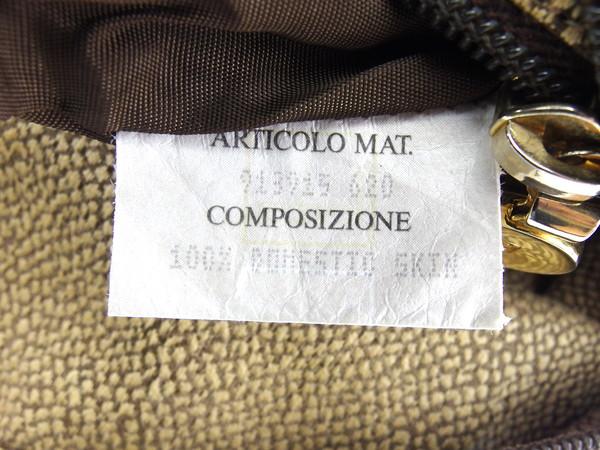 ARTICOLO MAT.
913915 620
COMPOSIZIONE
100% DOMESTIC SKIN